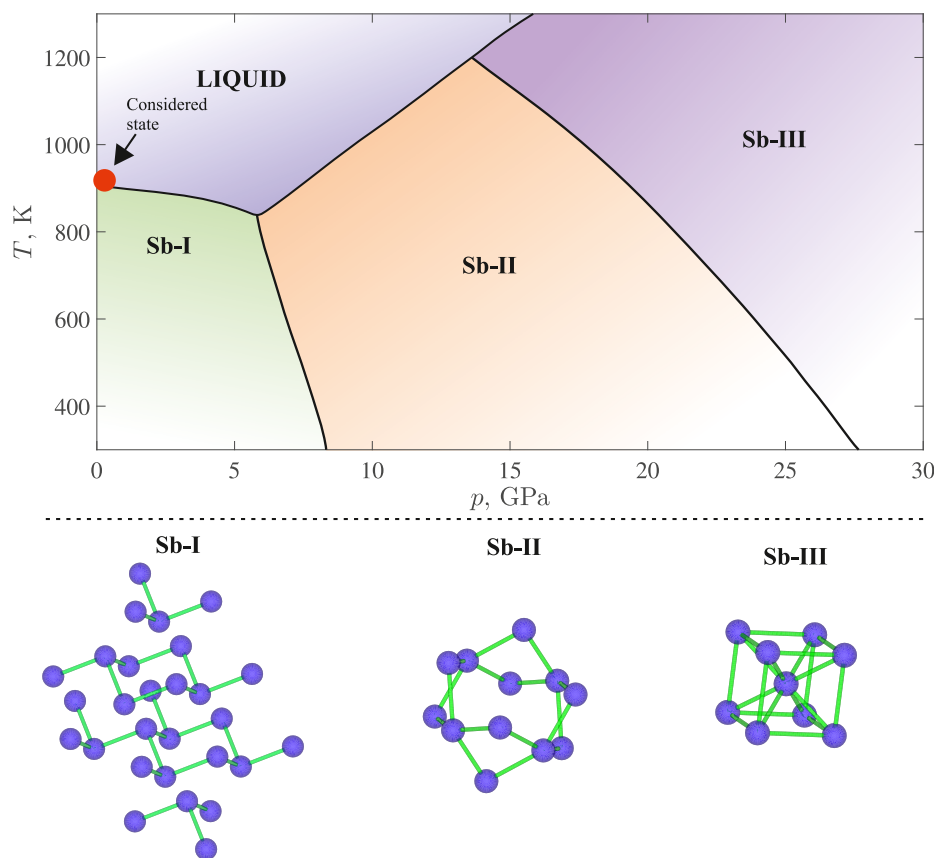 1200
1000
800
600
400
T, K
LIQUID
Considered
state
Sb-I
Sb-II
Sb-III
0 5 10 15 20 25 30
p, GPa
Sb-I Sb-II Sb-III